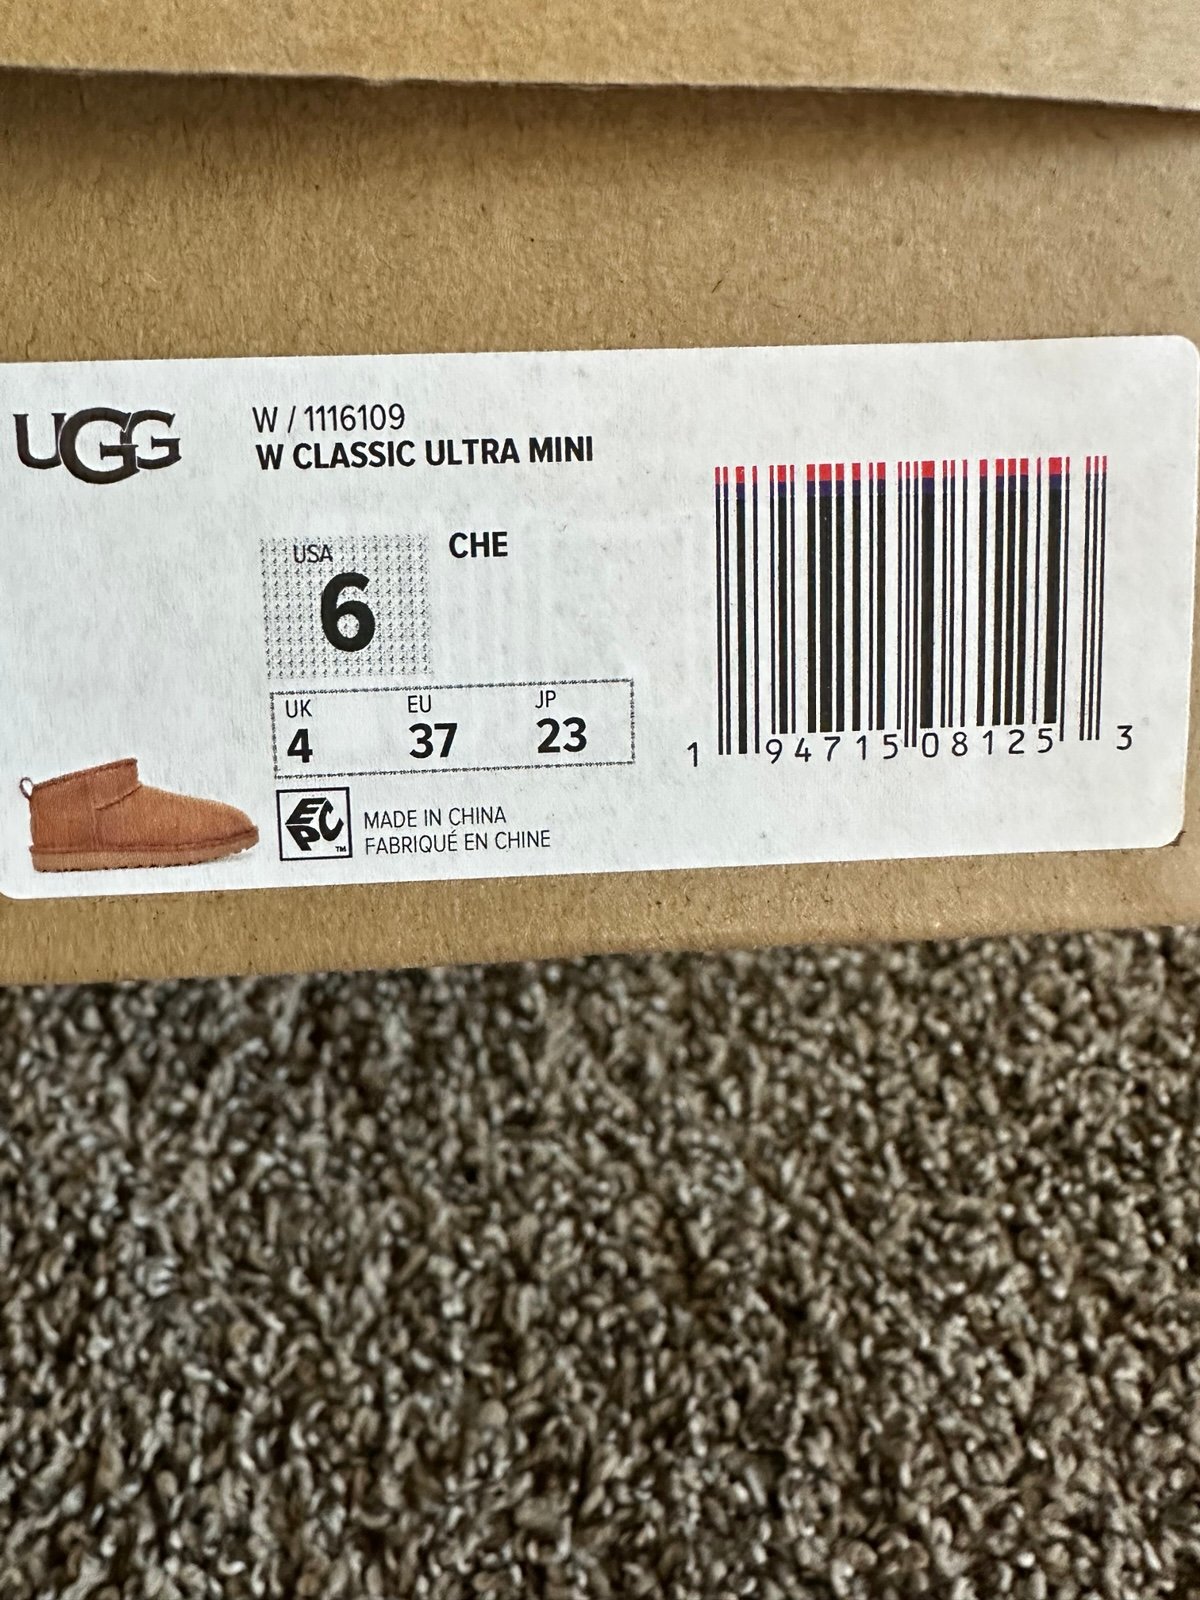 UGG
W / 1116109
W CLASSIC ULTRA MINI
USA
6
CHE
UK EU JP
4 37 23
EPC
TM
MADE IN CHINA
FABRIQUÉ EN CHINE
1 94715 08125 3